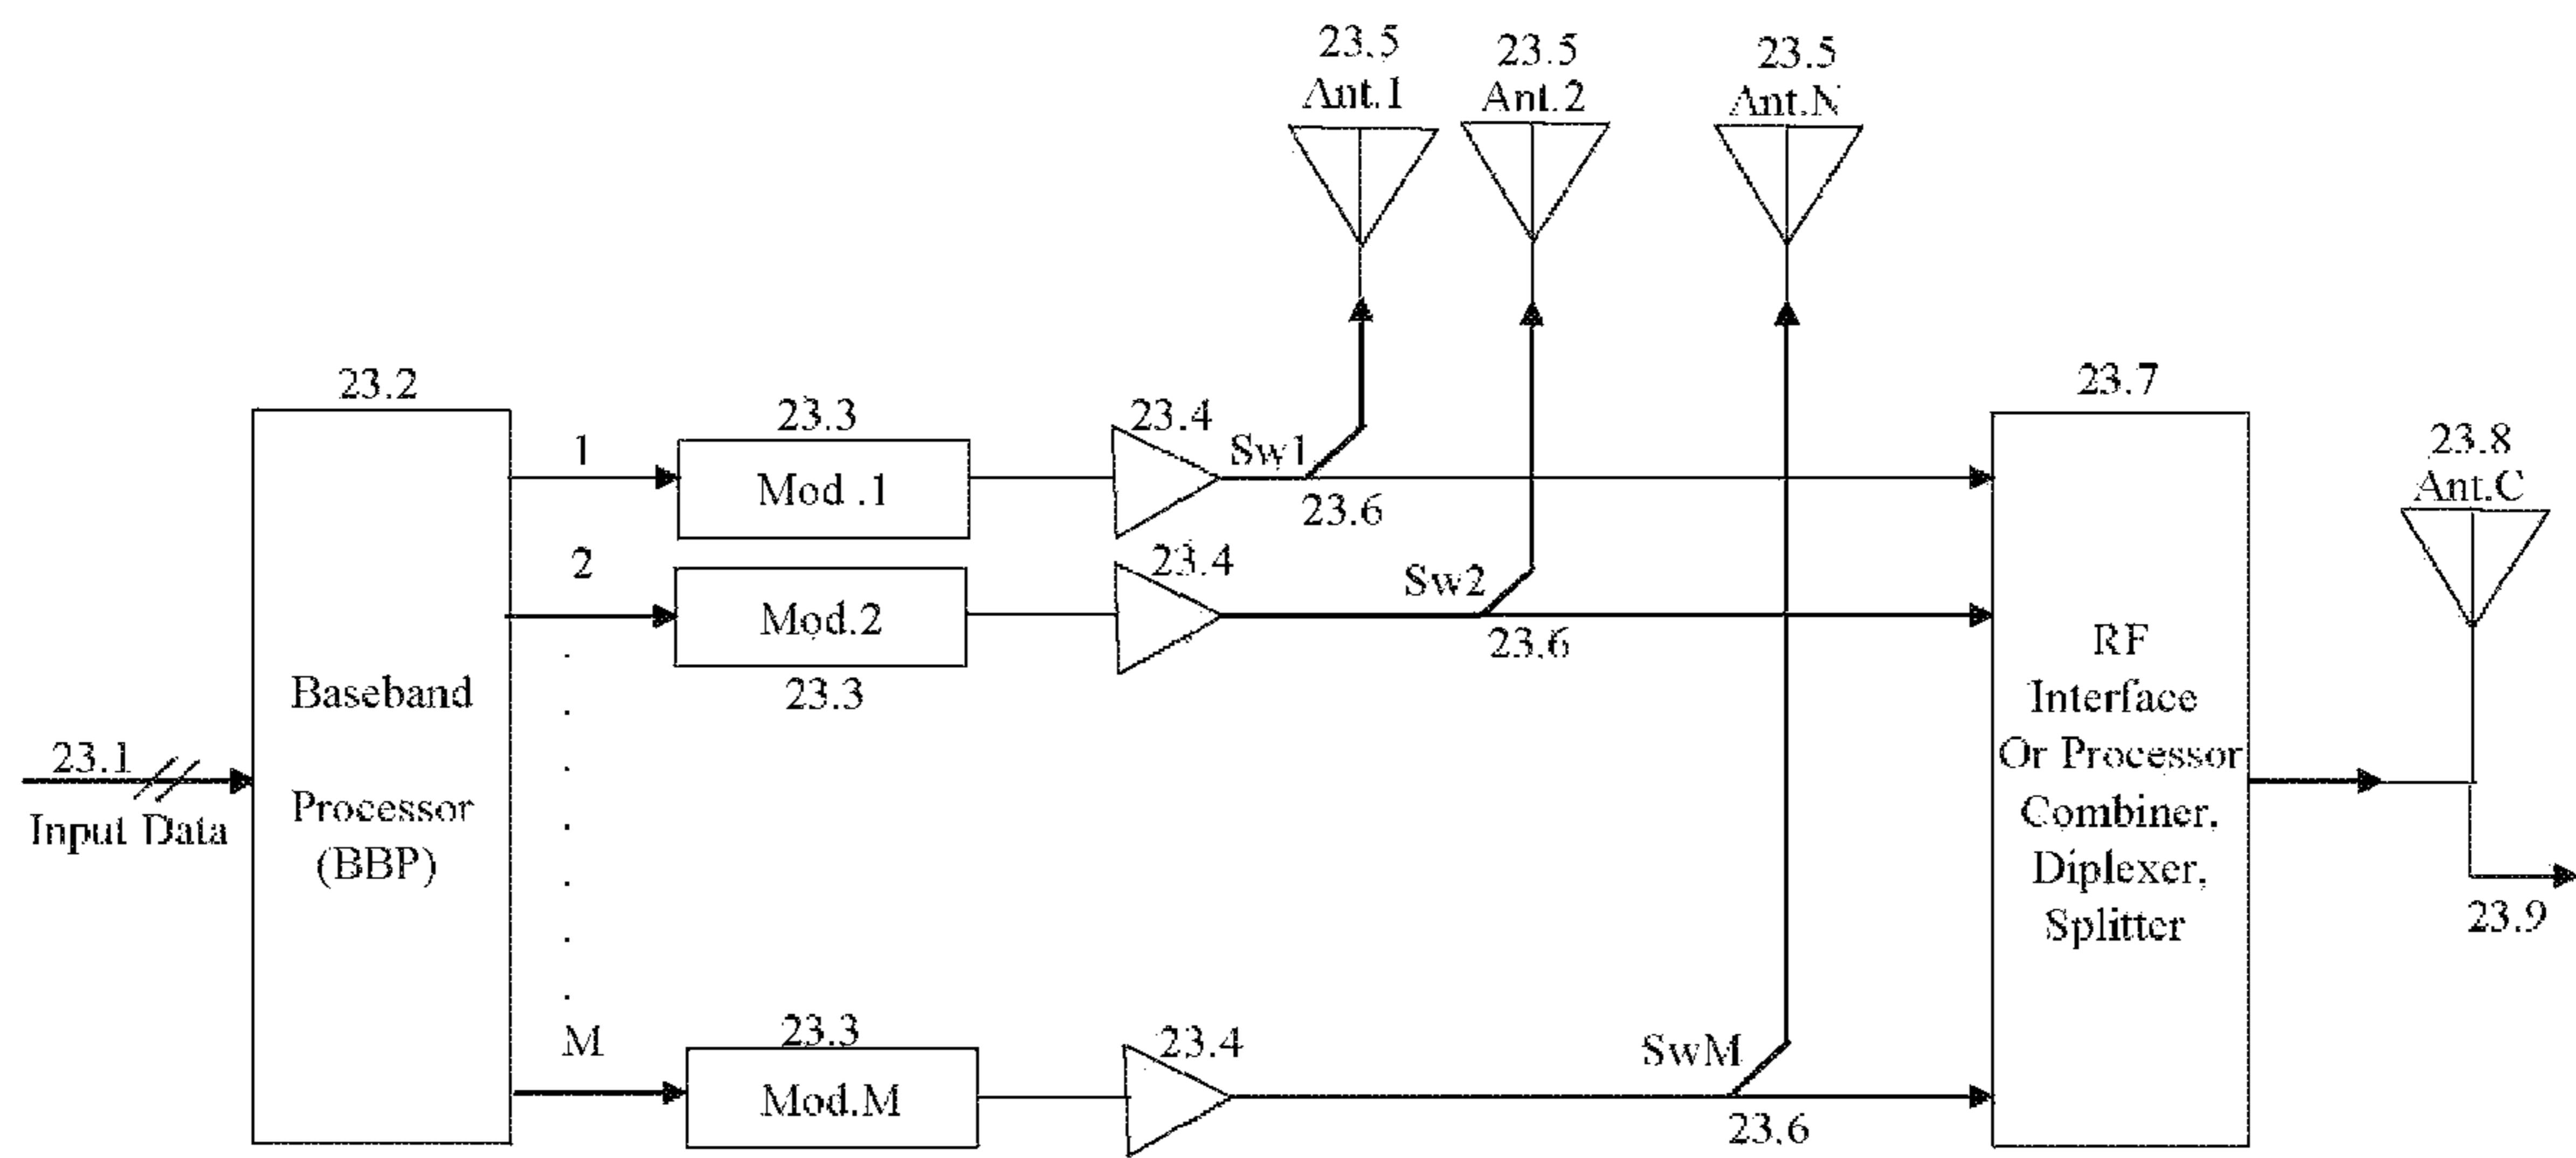 23.5
Ant.1
23.5
Ant.2
23.5
Ant.N
23.2
Baseband
Processor
(BBP)
23.1
Input Data
1
23.3
Mod .1
23.4
Sw1
23.6
2
Mod.2
23.3
23.4
Sw2
23.6
M
23.3
Mod.M
23.4
SwM
23.6
23.7
RF
Interface
Or Processor
Combiner,
Diplexer,
Splitter
23.8
Ant.C
23.9